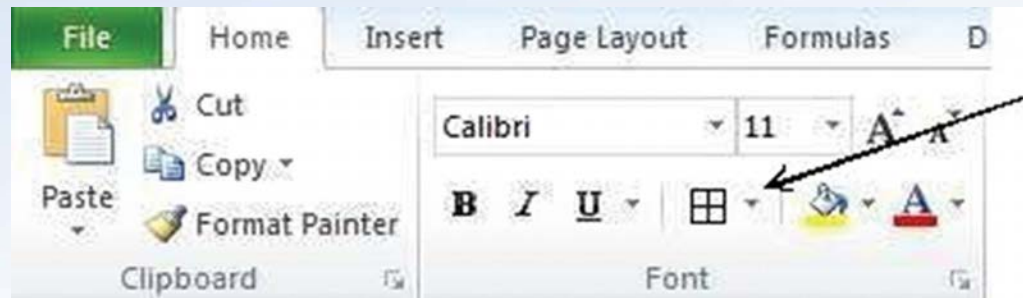 File Home Insert Page Layout Formulas D
Cut
Calibri 11 A A
Copy
Paste
B I U A
Format Painter
Clipboard Font